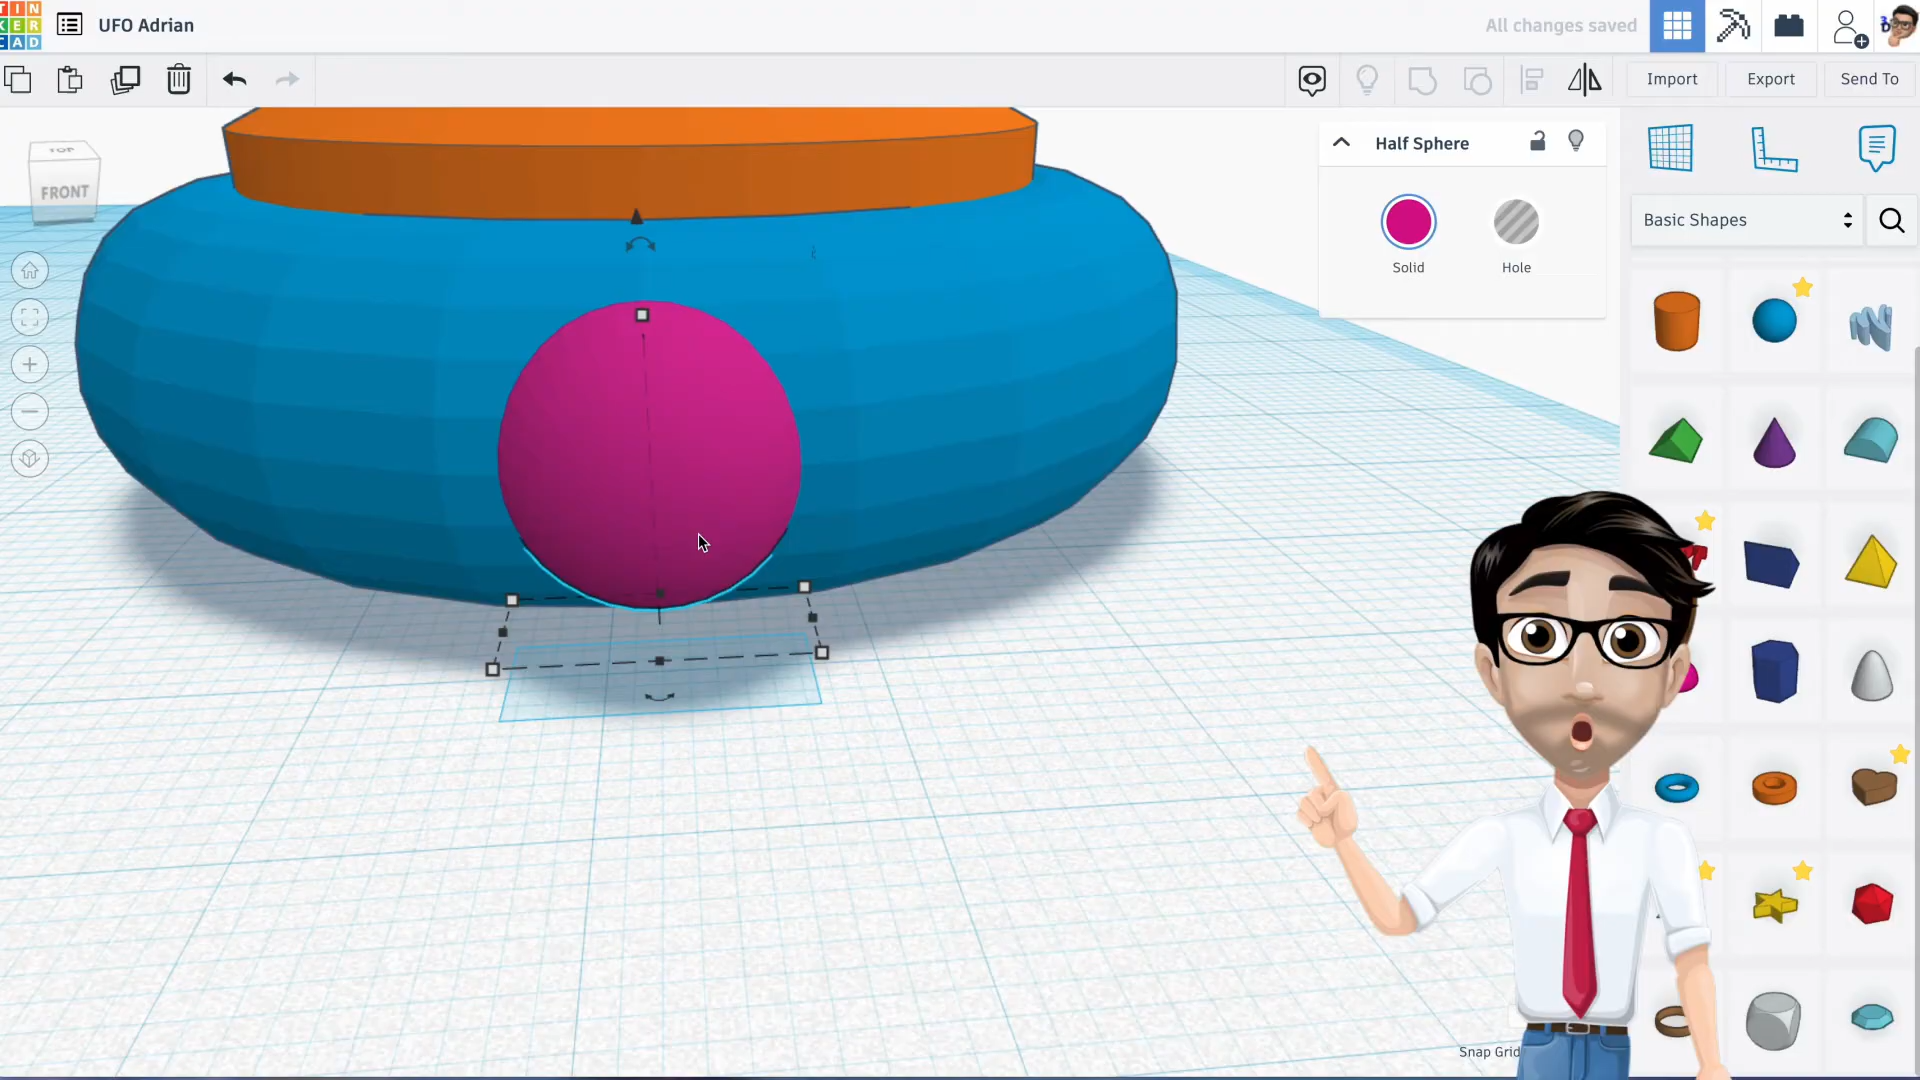 TIN
KER
CAD
UFO Adrian
All changes saved
Import
Export
Send To
TOP
FRONT
Half Sphere
Solid
Hole
Basic Shapes
Snap Grid